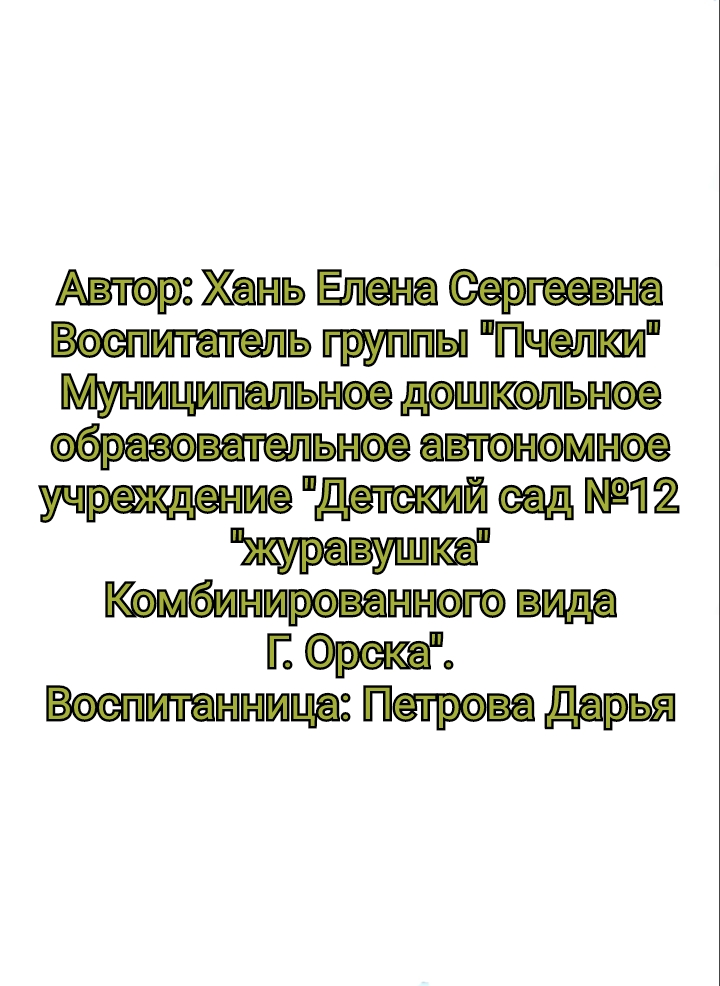 Автор: Хань Елена Сергеевна
Воспитатель группы "Пчелки"
Муниципальное дошкольное
образовательное автономное
учреждение "Детский сад №12
"журавушка"
Комбинированного вида
Г. Орска".
Воспитанница: Петрова Дарья